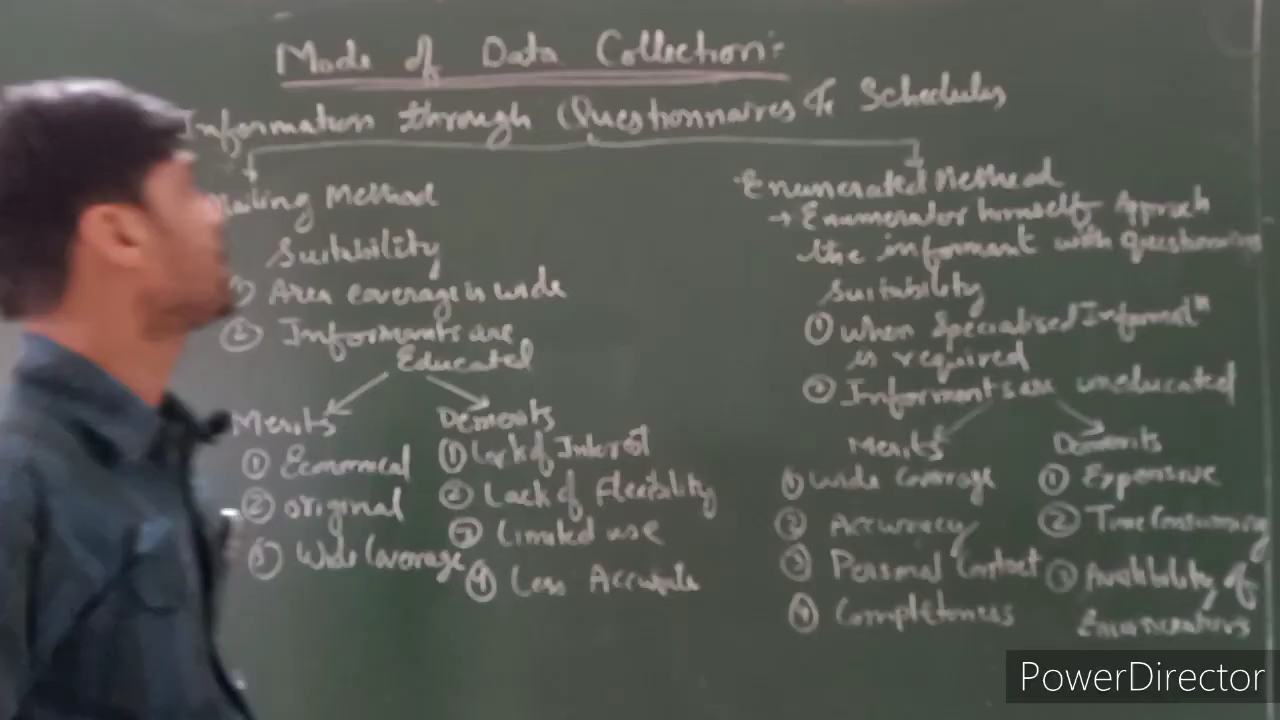 Mode of Data Collection:-
Information through Questionnaires & Schedules
Mailing Method
Suitability
① Area coverage is wide
② Informants are
Educated
Merits
① Economical
② original
③ Wide Coverage
Demerits
① Lack of Interest
② Lack of Flexibility
③ Limited use
④ Less Accurate
Enumerated Method
→ Enumerator himself Approch
the informant with
Suitability
① When Specialised Informatn
is required
② Informants are uneducated
Merits
① Wide Coverage
② Accuracy
③ Personal Contact
④ Completeness
Demerits
① Expensive
② Time Consuming
③ Avalibility of
Enumerators
PowerDirector